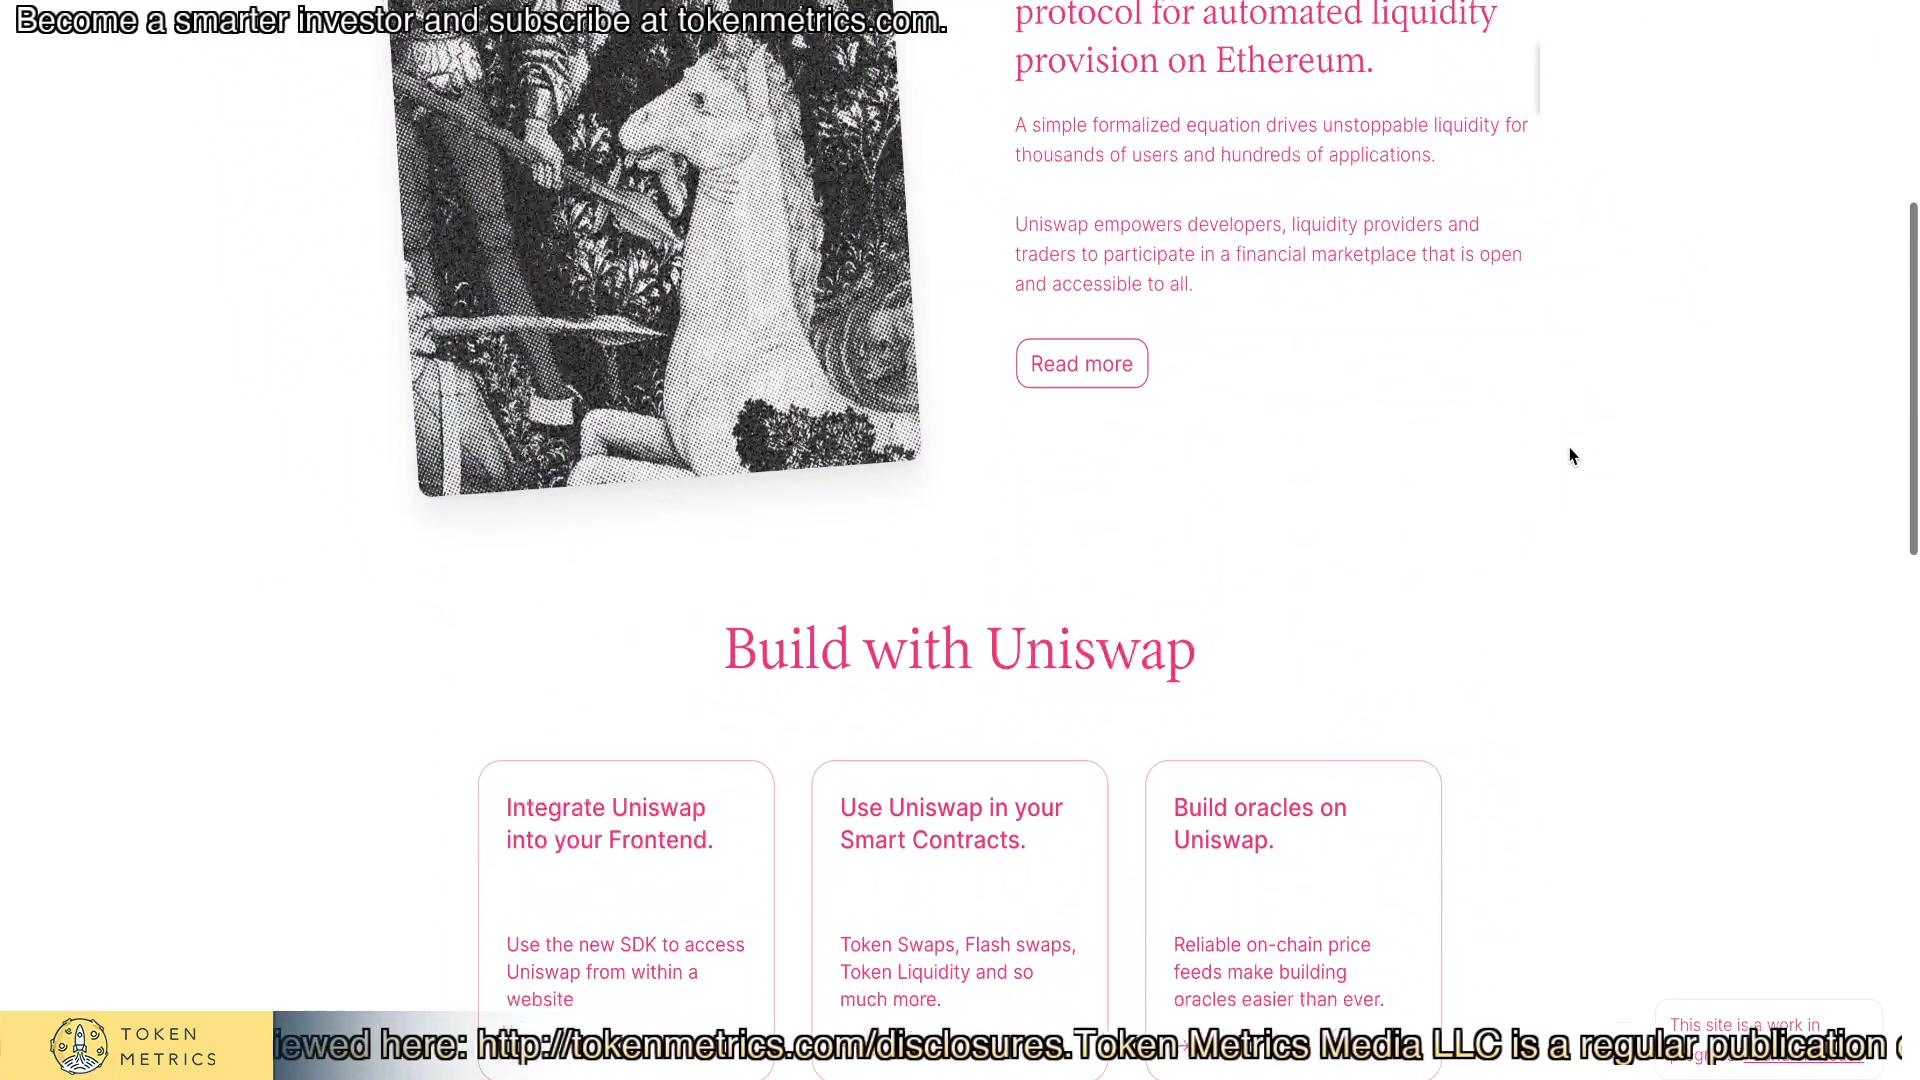 Become a smarter investor and subscribe at tokenmetrics.com.
protocol for automated liquidity
provision on Ethereum.
A simple formalized equation drives unstoppable liquidity for
thousands of users and hundreds of applications.
Uniswap empowers developers, liquidity providers and
traders to participate in a financial marketplace that is open
and accessible to all.
Read more
Build with Uniswap
Integrate Uniswap
into your Frontend.
Use the new SDK to access
Uniswap from within a
website
Use Uniswap in your
Smart Contracts.
Token Swaps, Flash swaps,
Token Liquidity and so
much more.
Build oracles on
Uniswap.
Reliable on-chain price
feeds make building
oracles easier than ever.
This site is a work in
TOKEN
METRICS
iewed here: http://tokenmetrics.com/disclosures. Token Metrics Media LLC is a regular publication